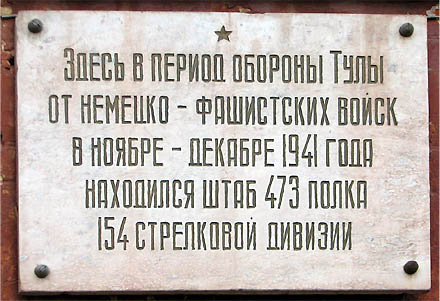 Здесь в период обороны Тулы
от немецко - фашистских войск
в ноябре - декабре 1941 года
находился штаб 473 полка
154 стрелковой дивизии